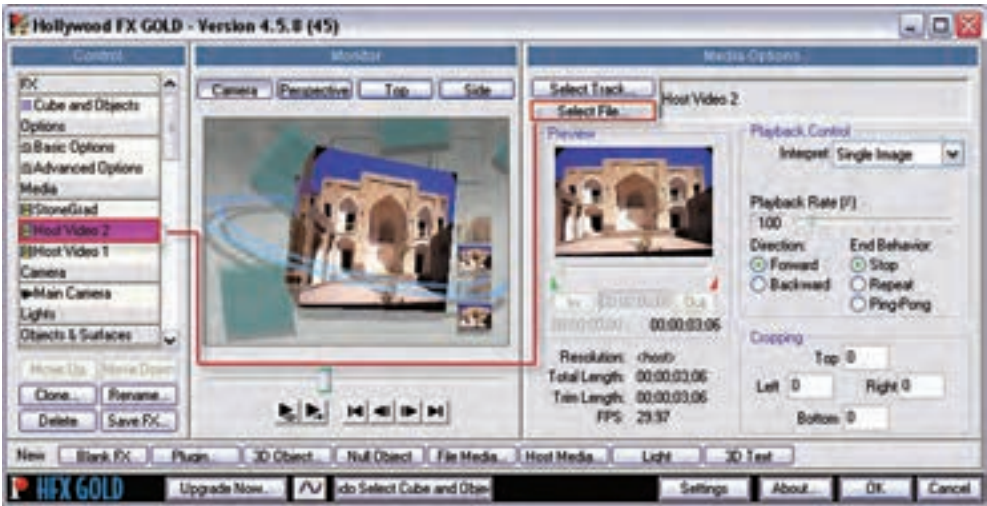 Hollywood FX GOLD - Version 4.5.8 (45)
Control
FX
Cube and Objects
Options
Basic Options
Advanced Options
Media
StoneGrad
Host Video 2
Host Video 1
Camera
Main Camera
Lights
Objects & Surfaces
Move Up
Move Down
Clone...
Rename...
Delete
Save FX...
Monitor
Camera
Perspective
Top
Side
Media Options
Select Track...
Select File...
Host Video 2
Preview
In
Out
00:00:03;06
Resolution: <host>
Total Length: 00:00:03;06
Trim Length: 00:00:03;06
FPS: 29.97
Playback Control
Interpret: Single Image
Playback Rate (%)
100
Direction:
Forward
Backward
End Behavior:
Stop
Repeat
Ping-Pong
Cropping
Top 0
Left 0
Right 0
Bottom 0
New
Blank FX
Plugin...
3D Object...
Null Object
File Media...
Host Media...
Light
3D Text
HFX GOLD
Upgrade Now...
do Select Cube and Obje
Settings
About...
OK
Cancel